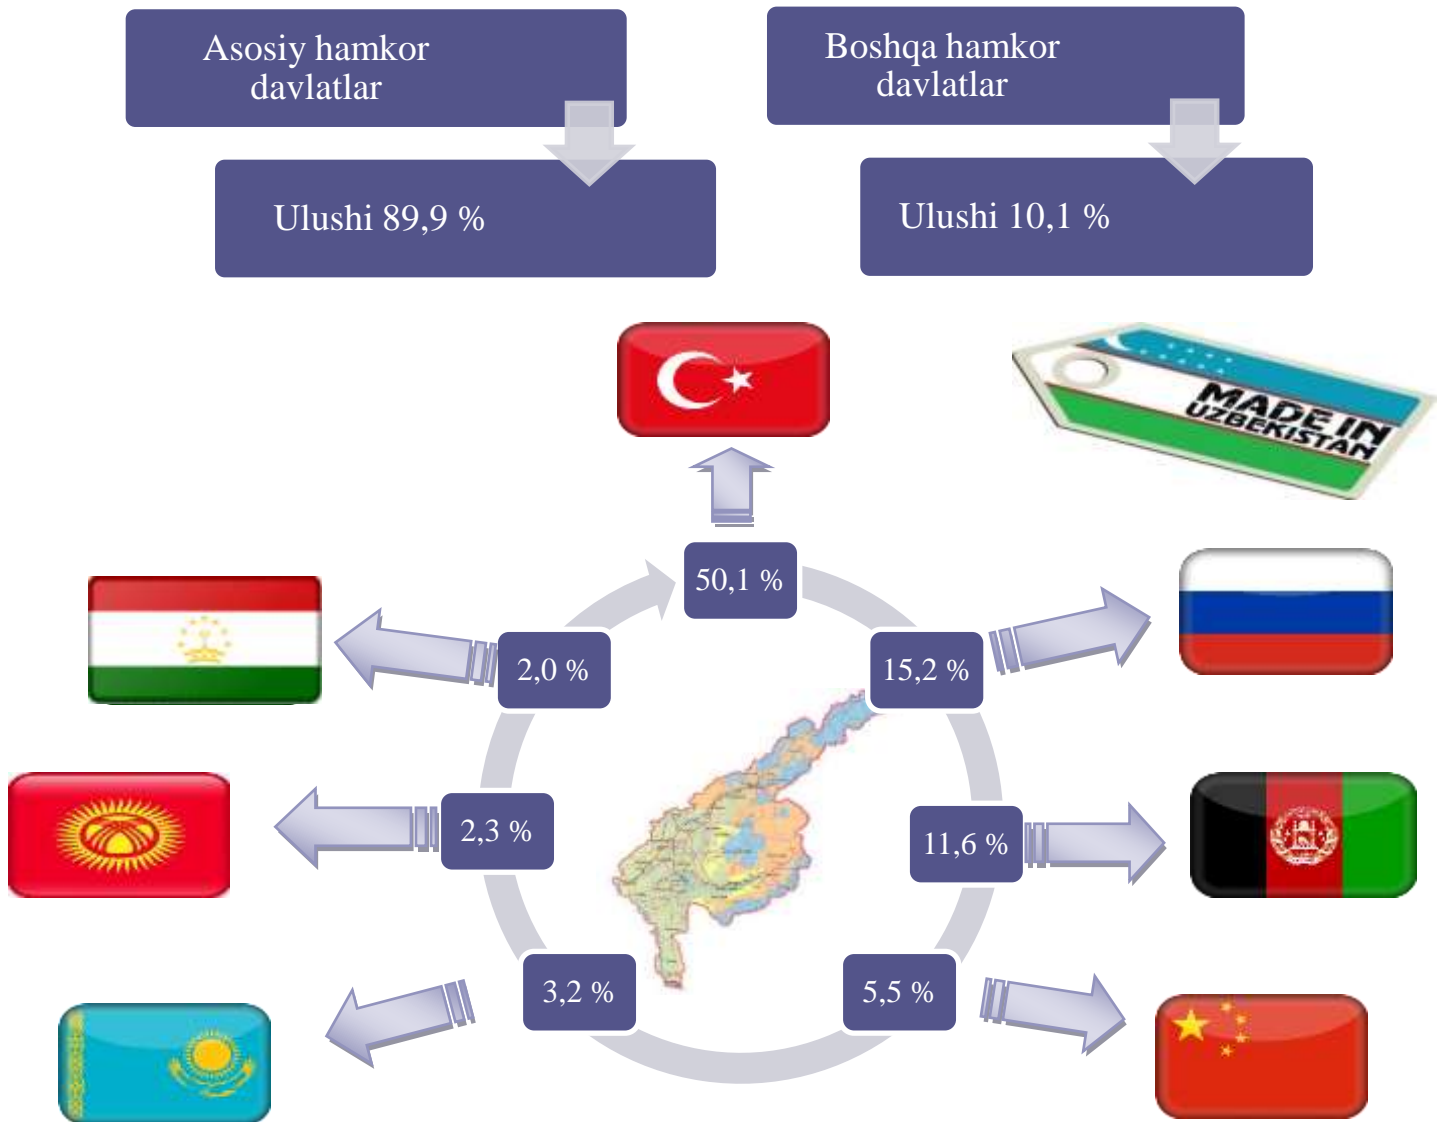 Asosiy hamkor
davlatlar
Boshqa hamkor
davlatlar
Ulushi 89,9 %
Ulushi 10,1 %
MADE IN
UZBEKISTAN
50,1 %
2,0 %
15,2 %
2,3 %
11,6 %
3,2 %
5,5 %